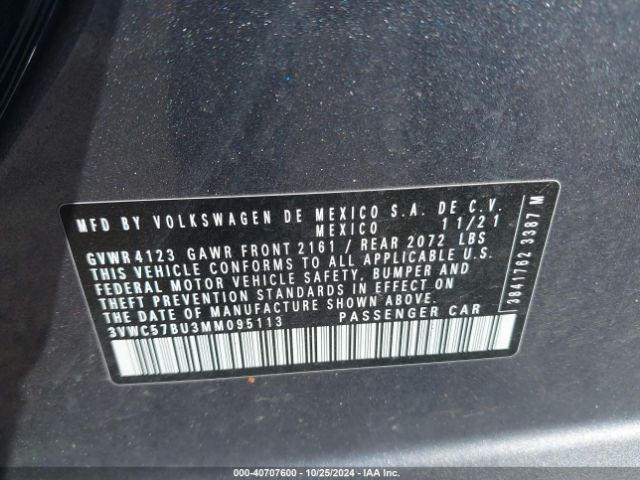 MFD BY VOLKSWAGEN DE MEXICO S.A. DE C.V.
MEXICO 11/21
GVWR 4123 GAWR FRONT 2161 / REAR 2072 LBS
THIS VEHICLE CONFORMS TO ALL APPLICABLE U.S.
FEDERAL MOTOR VEHICLE SAFETY, BUMPER AND
THEFT PREVENTION STANDARDS IN EFFECT ON
THE DATE OF MANUFACTURE SHOWN ABOVE.
3VWC57BU3MM095113 PASSENGER CAR
38417623387 M
000-40707600 - 10/25/2024 - IAA Inc.